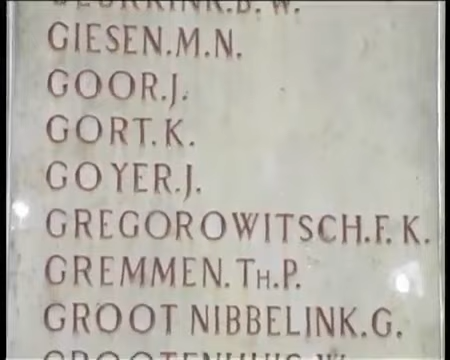 GIESEN.M.N.
GOOR.J.
GORT.K.
GOYER.J.
GREGOROWITSCH.F.K.
GREMMEN.TH.P.
GROOT NIBBELINK.G.